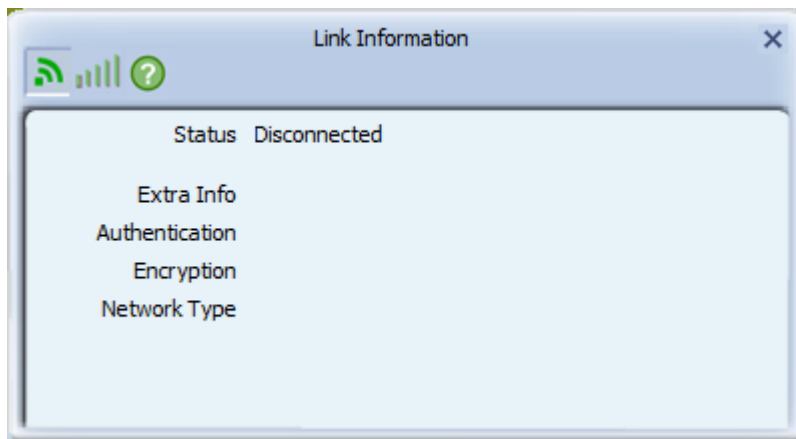 Link Information
Status Disconnected
Extra Info
Authentication
Encryption
Network Type